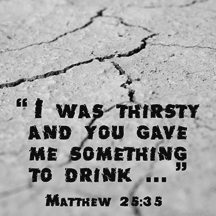 “I was thirsty
and you gave
me something
to drink ...”
Matthew 25:35